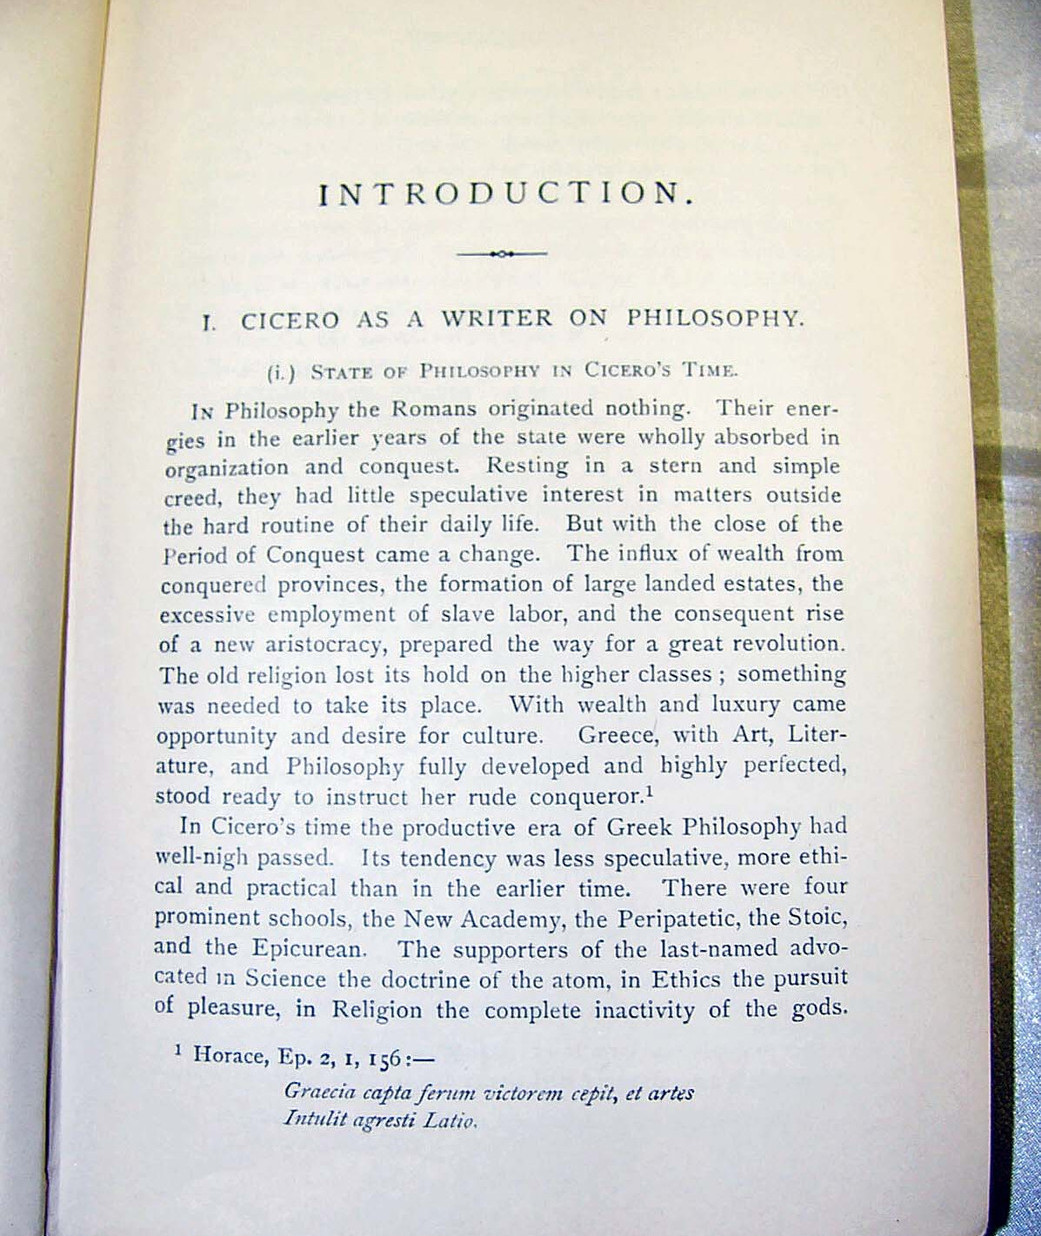 INTRODUCTION.
I. CICERO AS A WRITER ON PHILOSOPHY.
(i.) STATE OF PHILOSOPHY IN CICERO'S TIME.
IN Philosophy the Romans originated nothing. Their ener-
gies in the earlier years of the state were wholly absorbed in
organization and conquest. Resting in a stern and simple
creed, they had little speculative interest in matters outside
the hard routine of their daily life. But with the close of the
Period of Conquest came a change. The influx of wealth from
conquered provinces, the formation of large landed estates, the
excessive employment of slave labor, and the consequent rise
of a new aristocracy, prepared the way for a great revolution.
The old religion lost its hold on the higher classes ; something
was needed to take its place. With wealth and luxury came
opportunity and desire for culture. Greece, with Art, Liter-
ature, and Philosophy fully developed and highly perfected,
stood ready to instruct her rude conqueror.¹
In Cicero's time the productive era of Greek Philosophy had
well-nigh passed. Its tendency was less speculative, more ethi-
cal and practical than in the earlier time. There were four
prominent schools, the New Academy, the Peripatetic, the Stoic,
and the Epicurean. The supporters of the last-named advo-
cated in Science the doctrine of the atom, in Ethics the pursuit
of pleasure, in Religion the complete inactivity of the gods.
¹ Horace, Ep. 2, 1, 156:—
Graecia capta ferum victorem cepit, et artes
Intulit agresti Latio.